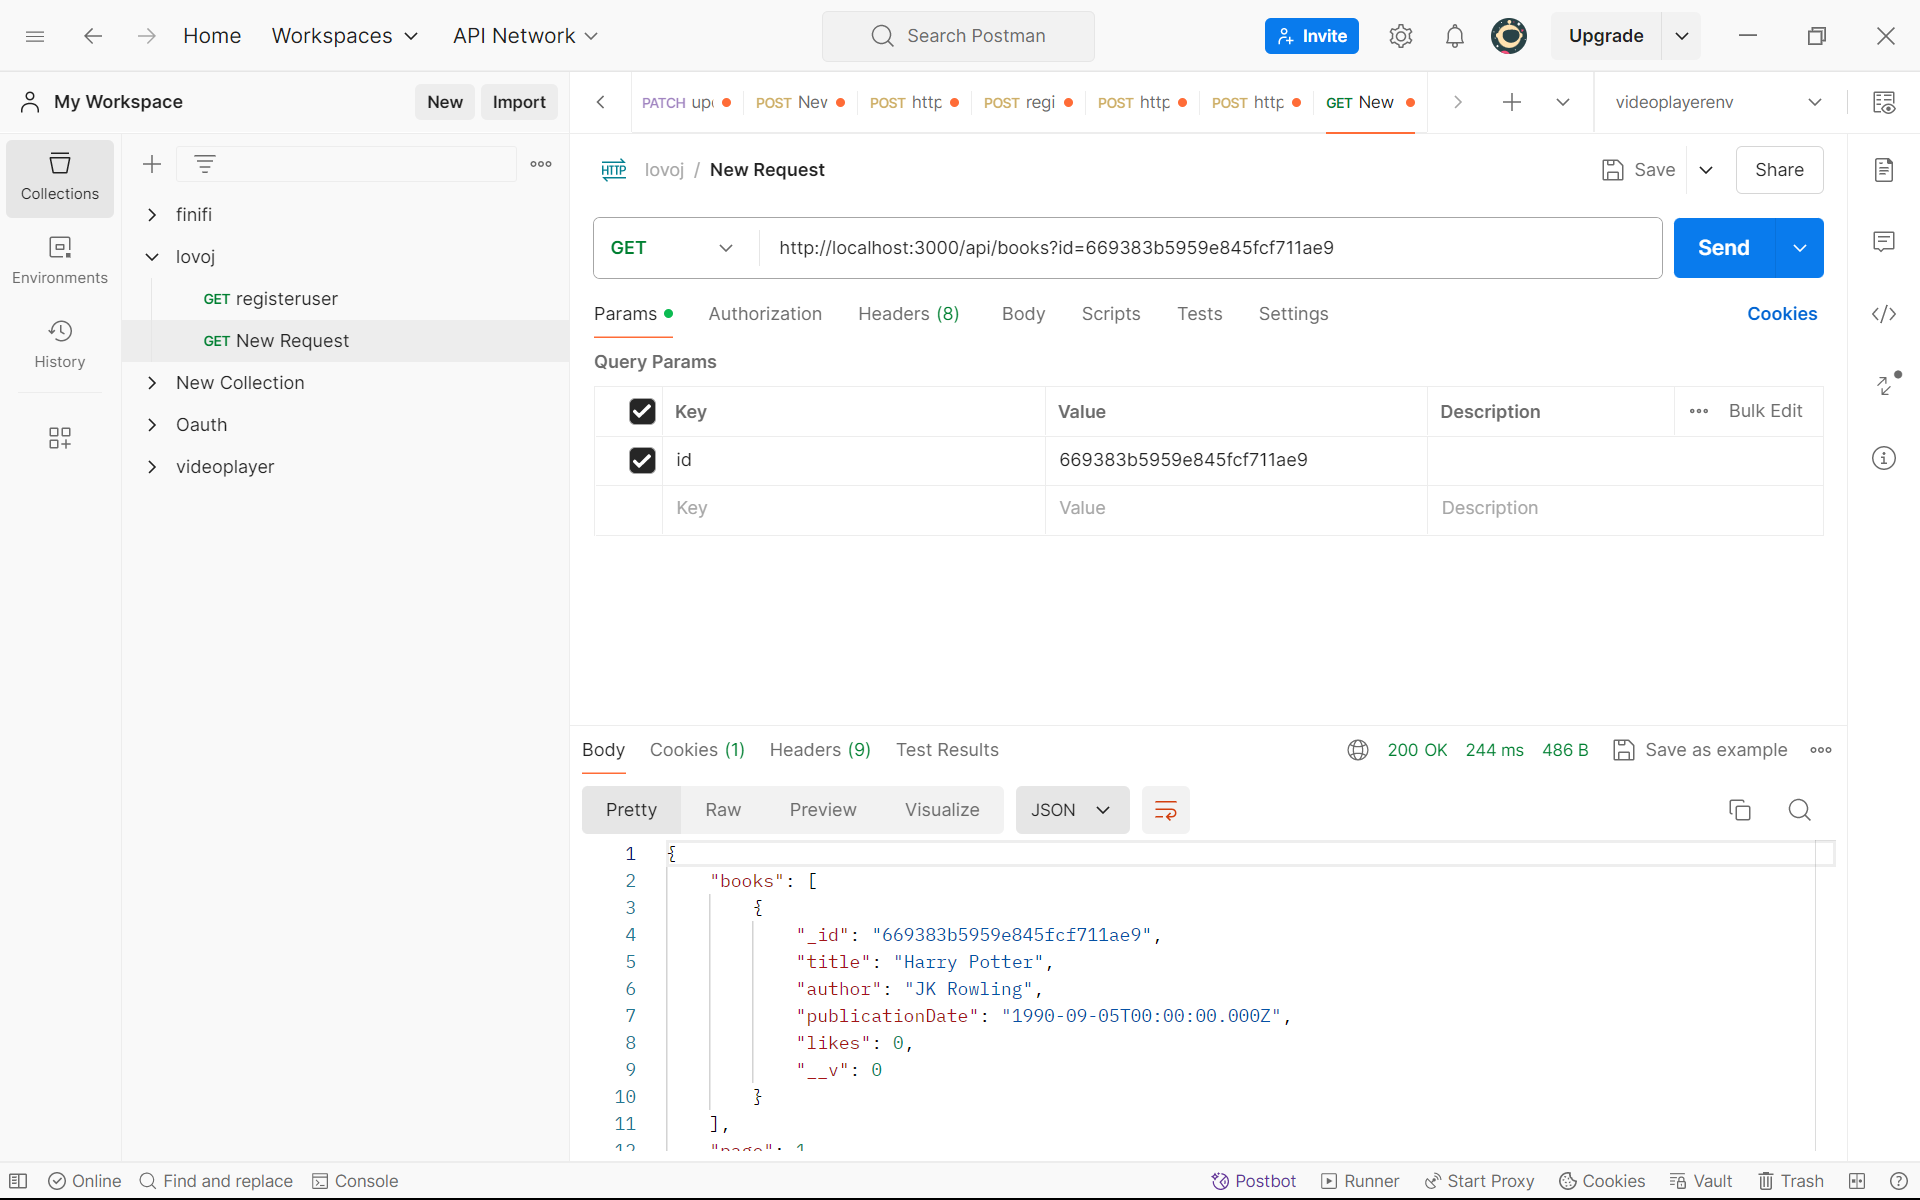 Home Workspaces API Network Search Postman Invite Upgrade
My Workspace New Import
PATCH up POST Nev POST http POST regi POST http POST http GET New videoplayerenv
Collections
Environments
History
finifi
lovoj
GET registeruser
GET New Request
New Collection
Oauth
videoplayer
HTTP lovoj / New Request Save Share
GET http://localhost:3000/api/books?id=669383b5959e845fcf711ae9 Send
Params Authorization Headers (8) Body Scripts Tests Settings Cookies
Query Params
Key Value Description Bulk Edit
id 669383b5959e845fcf711ae9
Key Value Description
Body Cookies (1) Headers (9) Test Results 200 OK 244 ms 486 B Save as example
Pretty Raw Preview Visualize JSON
1 {
2 "books": [
3 {
4 "_id": "669383b5959e845fcf711ae9",
5 "title": "Harry Potter",
6 "author": "JK Rowling",
7 "publicationDate": "1990-09-05T00:00:00.000Z",
8 "likes": 0,
9 "__v": 0
10 }
11 ],
12 "page": 1
Online Find and replace Console Postbot Runner Start Proxy Cookies Vault Trash